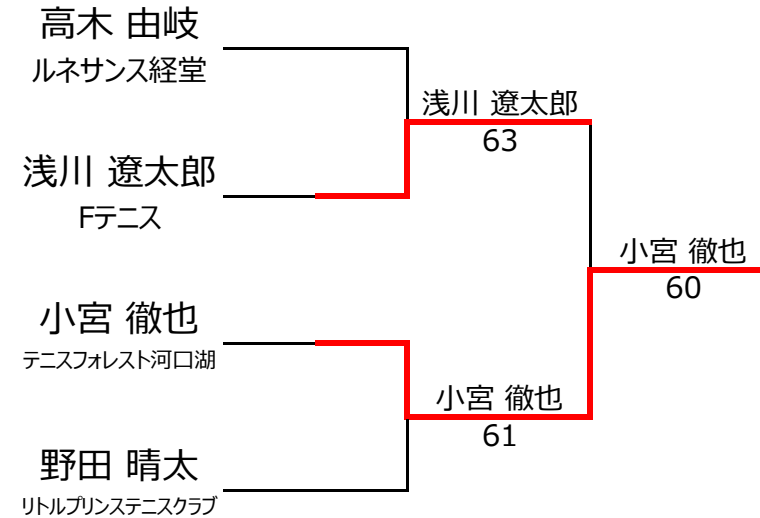 高木 由岐
ルネサンス経堂
浅川 遼太郎
63
浅川 遼太郎
Fテニス
小宮 徹也
60
小宮 徹也
テニスフォレスト河口湖
小宮 徹也
61
野田 晴太
リトルプリンステニスクラブ